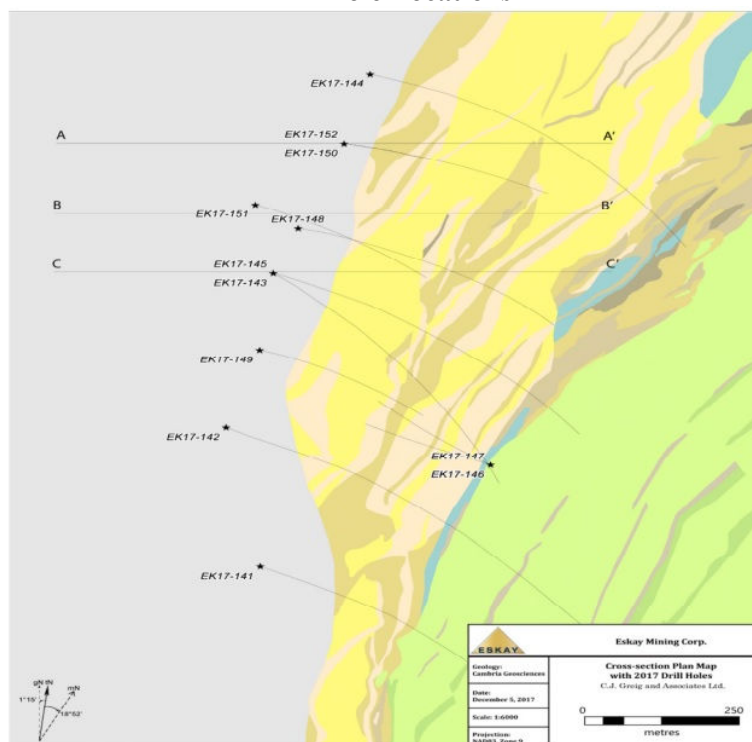 EK17-144
A
EK17-152
A'
EK17-150
B
EK17-151
B'
EK17-148
C
EK17-145
C'
EK17-143
EK17-149
EK17-142
EK17-147
EK17-146
EK17-141
gN tN
mN
1°15'
18°52'
ESKAY
Eskay Mining Corp.
Geology:
Cambria Geosciences
Date:
December 5, 2017
Scale: 1:6000
Projection:
NAD83, Zone 9
Cross-section Plan Map
with 2017 Drill Holes
C.J. Greig and Associates Ltd.
0
250
metres